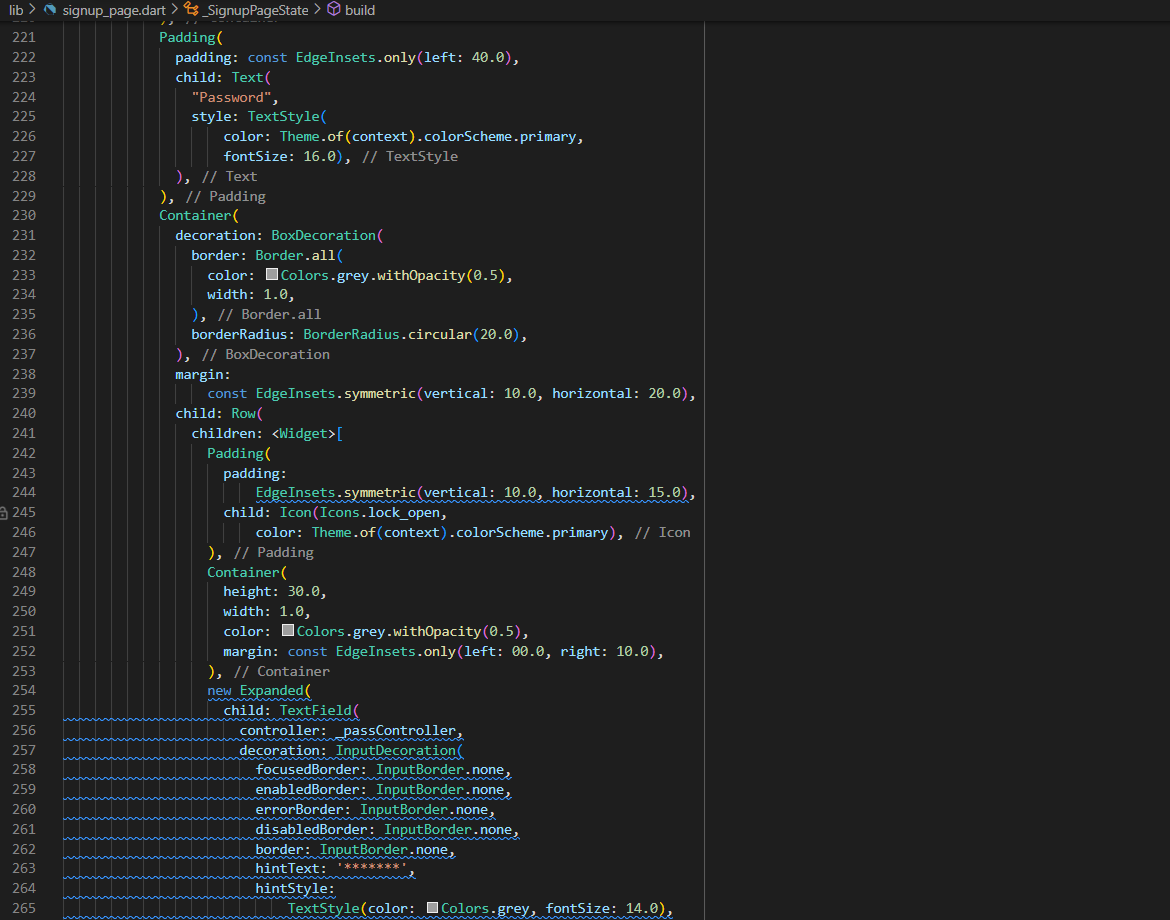 lib > signup_page.dart > _SignupPageState > build
221 Padding(
222 padding: const EdgeInsets.only(left: 40.0),
223 child: Text(
224 "Password",
225 style: TextStyle(
226 color: Theme.of(context).colorScheme.primary,
227 fontSize: 16.0), // TextStyle
228 ), // Text
229 ), // Padding
230 Container(
231 decoration: BoxDecoration(
232 border: Border.all(
233 color: Colors.grey.withOpacity(0.5),
234 width: 1.0,
235 ), // Border.all
236 borderRadius: BorderRadius.circular(20.0),
237 ), // BoxDecoration
238 margin:
239 const EdgeInsets.symmetric(vertical: 10.0, horizontal: 20.0),
240 child: Row(
241 children: <Widget>[
242 Padding(
243 padding:
244 EdgeInsets.symmetric(vertical: 10.0, horizontal: 15.0),
245 child: Icon(Icons.lock_open,
246 color: Theme.of(context).colorScheme.primary), // Icon
247 ), // Padding
248 Container(
249 height: 30.0,
250 width: 1.0,
251 color: Colors.grey.withOpacity(0.5),
252 margin: const EdgeInsets.only(left: 00.0, right: 10.0),
253 ), // Container
254 new Expanded(
255 child: TextField(
256 controller: _passController,
257 decoration: InputDecoration(
258 focusedBorder: InputBorder.none,
259 enabledBorder: InputBorder.none,
260 errorBorder: InputBorder.none,
261 disabledBorder: InputBorder.none,
262 border: InputBorder.none,
263 hintText: '*******',
264 hintStyle:
265 TextStyle(color: Colors.grey, fontSize: 14.0),